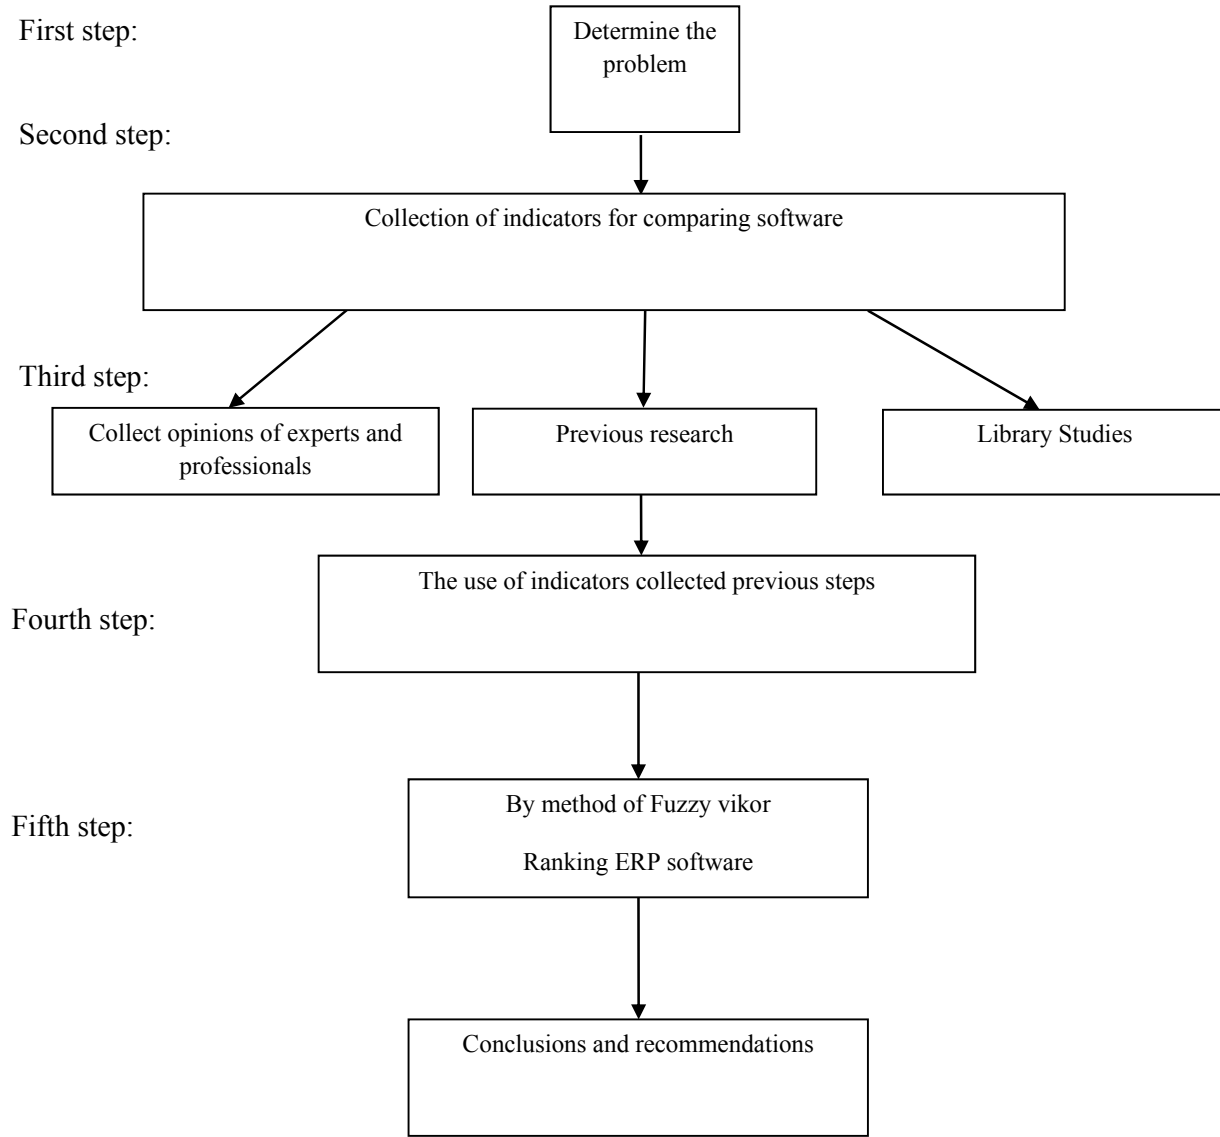 First step:
Determine the
problem
Second step:
Collection of indicators for comparing software
Third step:
Collect opinions of experts and
professionals
Previous research
Library Studies
The use of indicators collected previous steps
Fourth step:
By method of Fuzzy vikor
Fifth step:
Ranking ERP software
Conclusions and recommendations